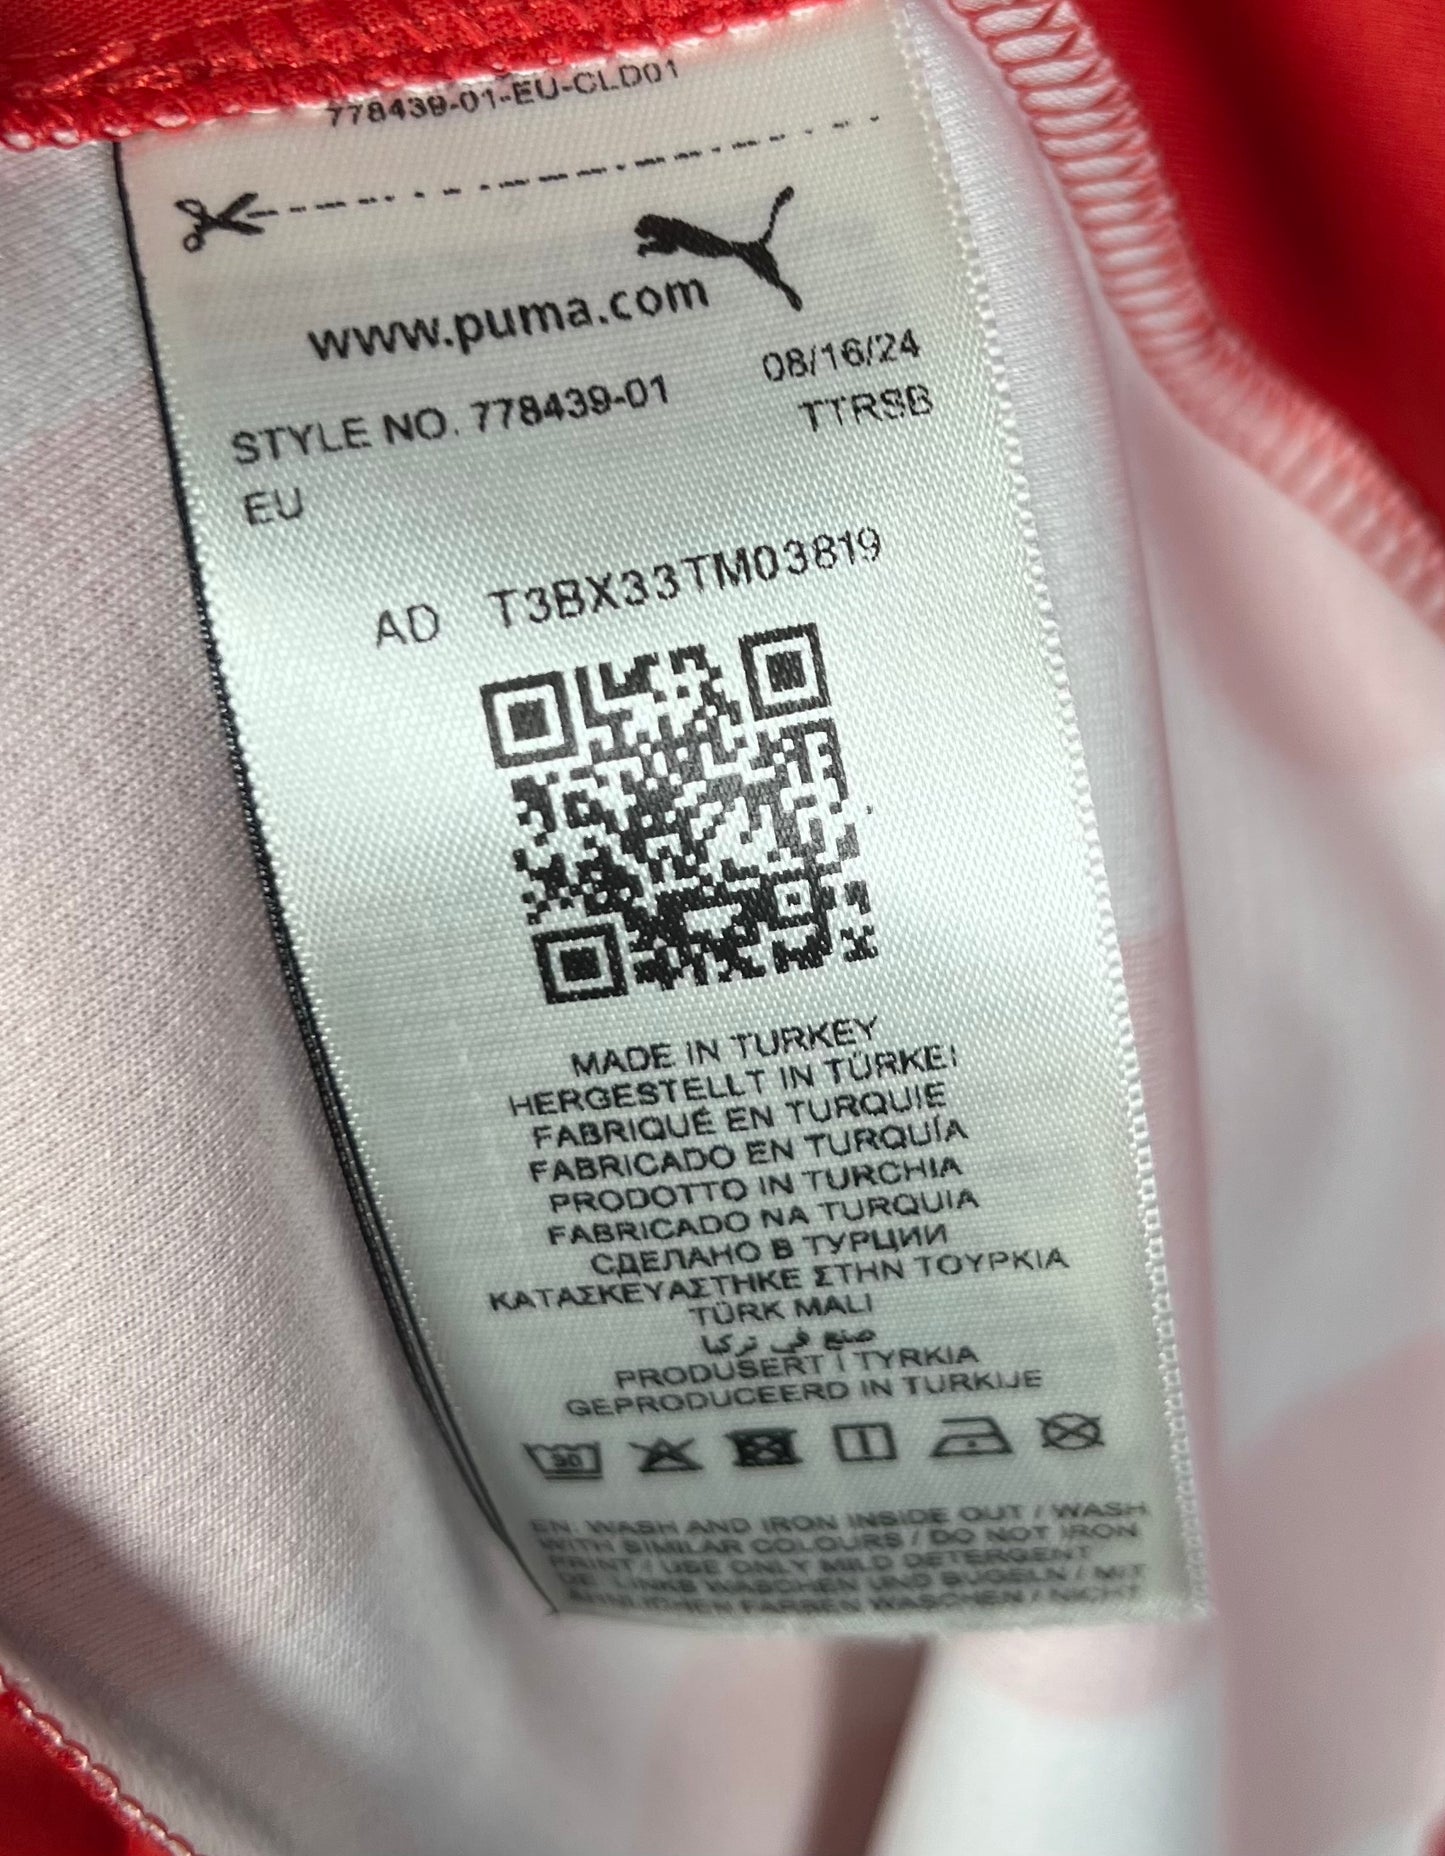 778439-01-EU-CLD01
www.puma.com
08/16/24
STYLE NO. 778439-01
TTRSB
EU
AD T3BX33TM03819
MADE IN TURKEY
HERGESTELLT IN TÜRKEI
FABRIQUÉ EN TURQUIE
FABRICADO EN TURQUÍA
PRODOTTO IN TURCHIA
FABRICADO NA TURQUIA
СДЕЛАНО В ТУРЦИИ
ΚΑΤΑΣΚΕΥΑΣΤΗΚΕ ΣΤΗΝ ΤΟΥΡΚΙΑ
TÜRK MALI
صنع في تركيا
PRODUSERT I TYRKIA
GEPRODUCEERD IN TURKIJE
30
EN. WASH AND IRON INSIDE OUT / WASH
WITH SIMILAR COLOURS / DO NOT IRON
PRINT / USE ONLY MILD DETERGENT
DE. LINKS WASCHEN UND BÜGELN / MIT
ÄHNLICHEN FARBEN WASCHEN / NICHT